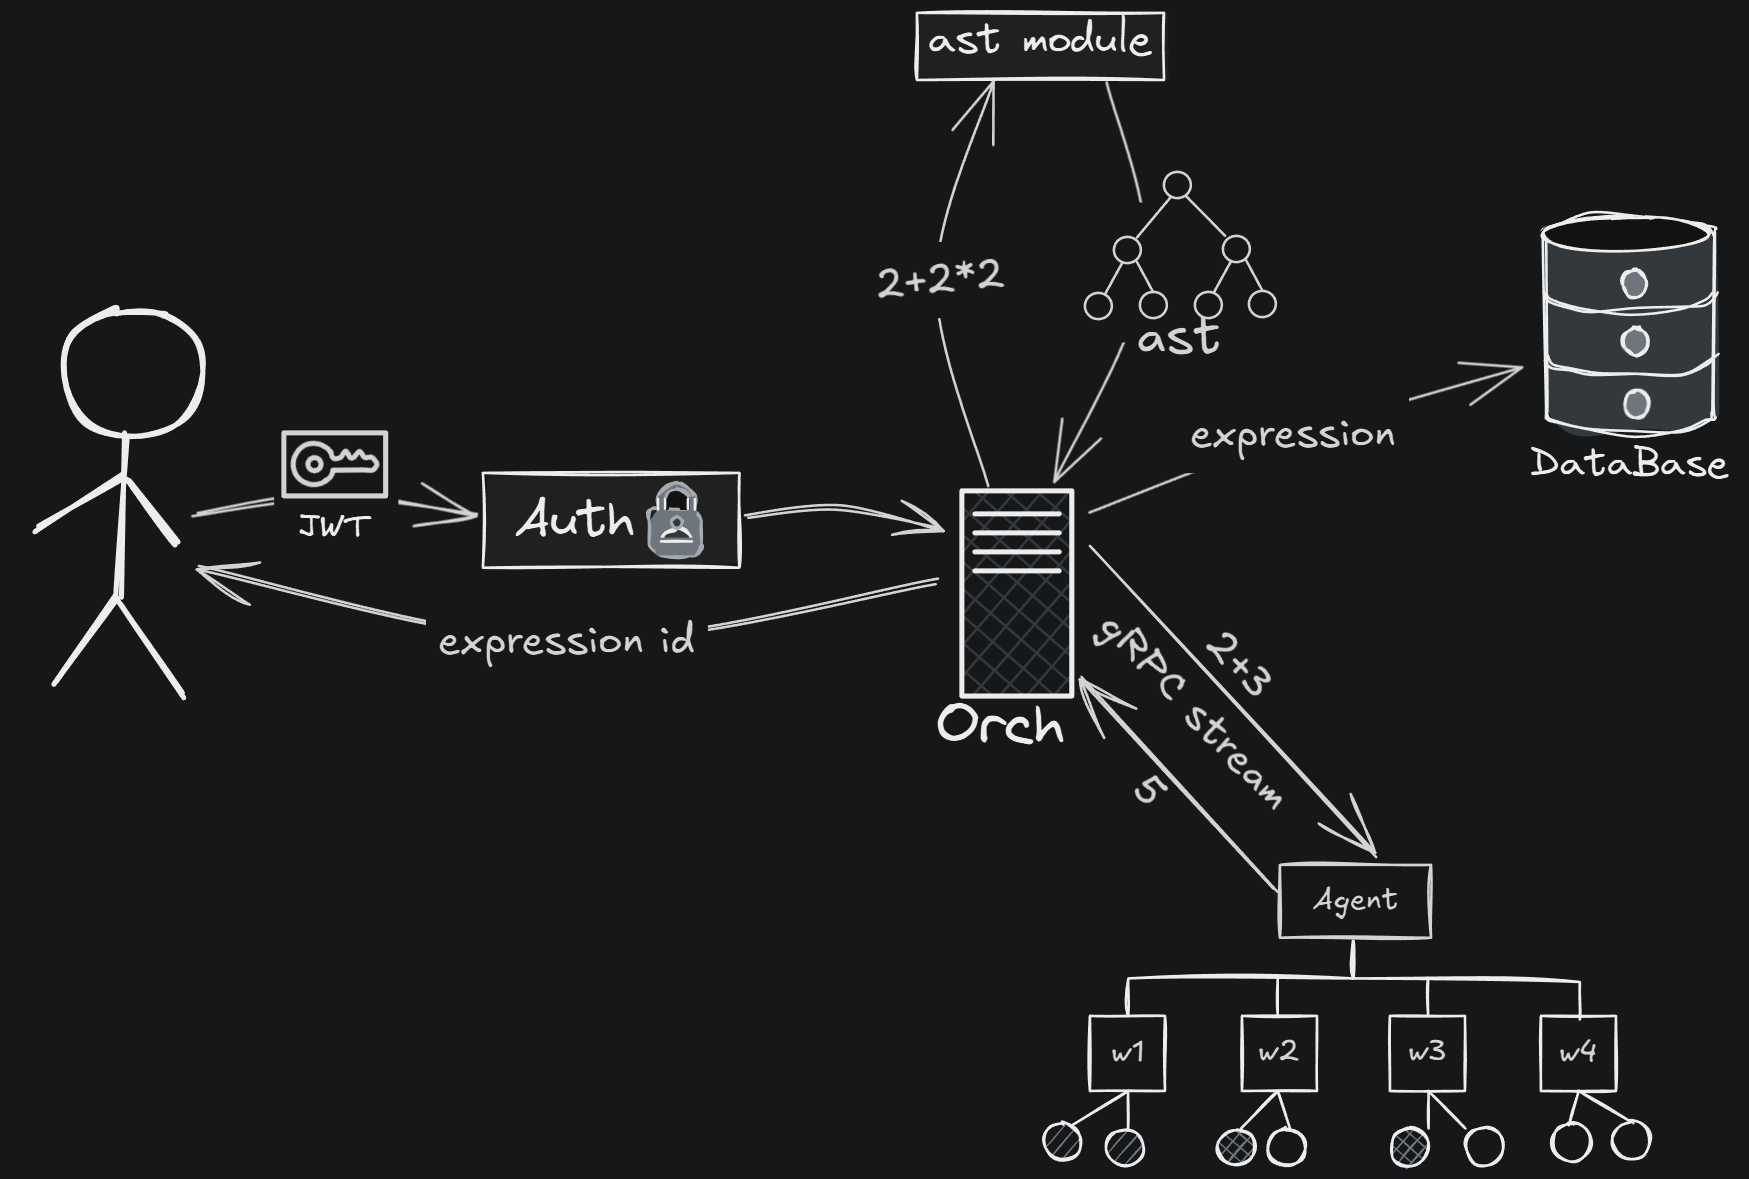 ast module
2+2*2
ast
expression
DataBase
JWT
Auth
expression id
Orch
2+3
gRPC stream
5
Agent
w1
w2
w3
w4